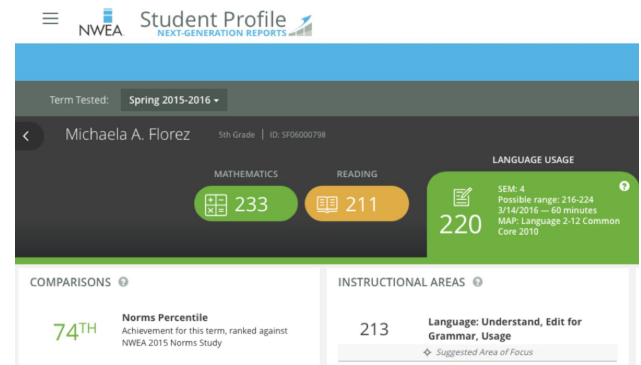 NWEA
Student Profile
NEXT-GENERATION REPORTS
Term Tested: Spring 2015-2016
Michaela A. Florez 5th Grade | ID: SF06000798
LANGUAGE USAGE
MATHEMATICS READING
233 211 220
SEM: 4
Possible range: 216-224
3/14/2016 — 60 minutes
MAP: Language 2-12 Common
Core 2010
?
COMPARISONS ?
74TH
Norms Percentile
Achievement for this term, ranked against
NWEA 2015 Norms Study
INSTRUCTIONAL AREAS ?
213
Language: Understand, Edit for
Grammar, Usage
Suggested Area of Focus